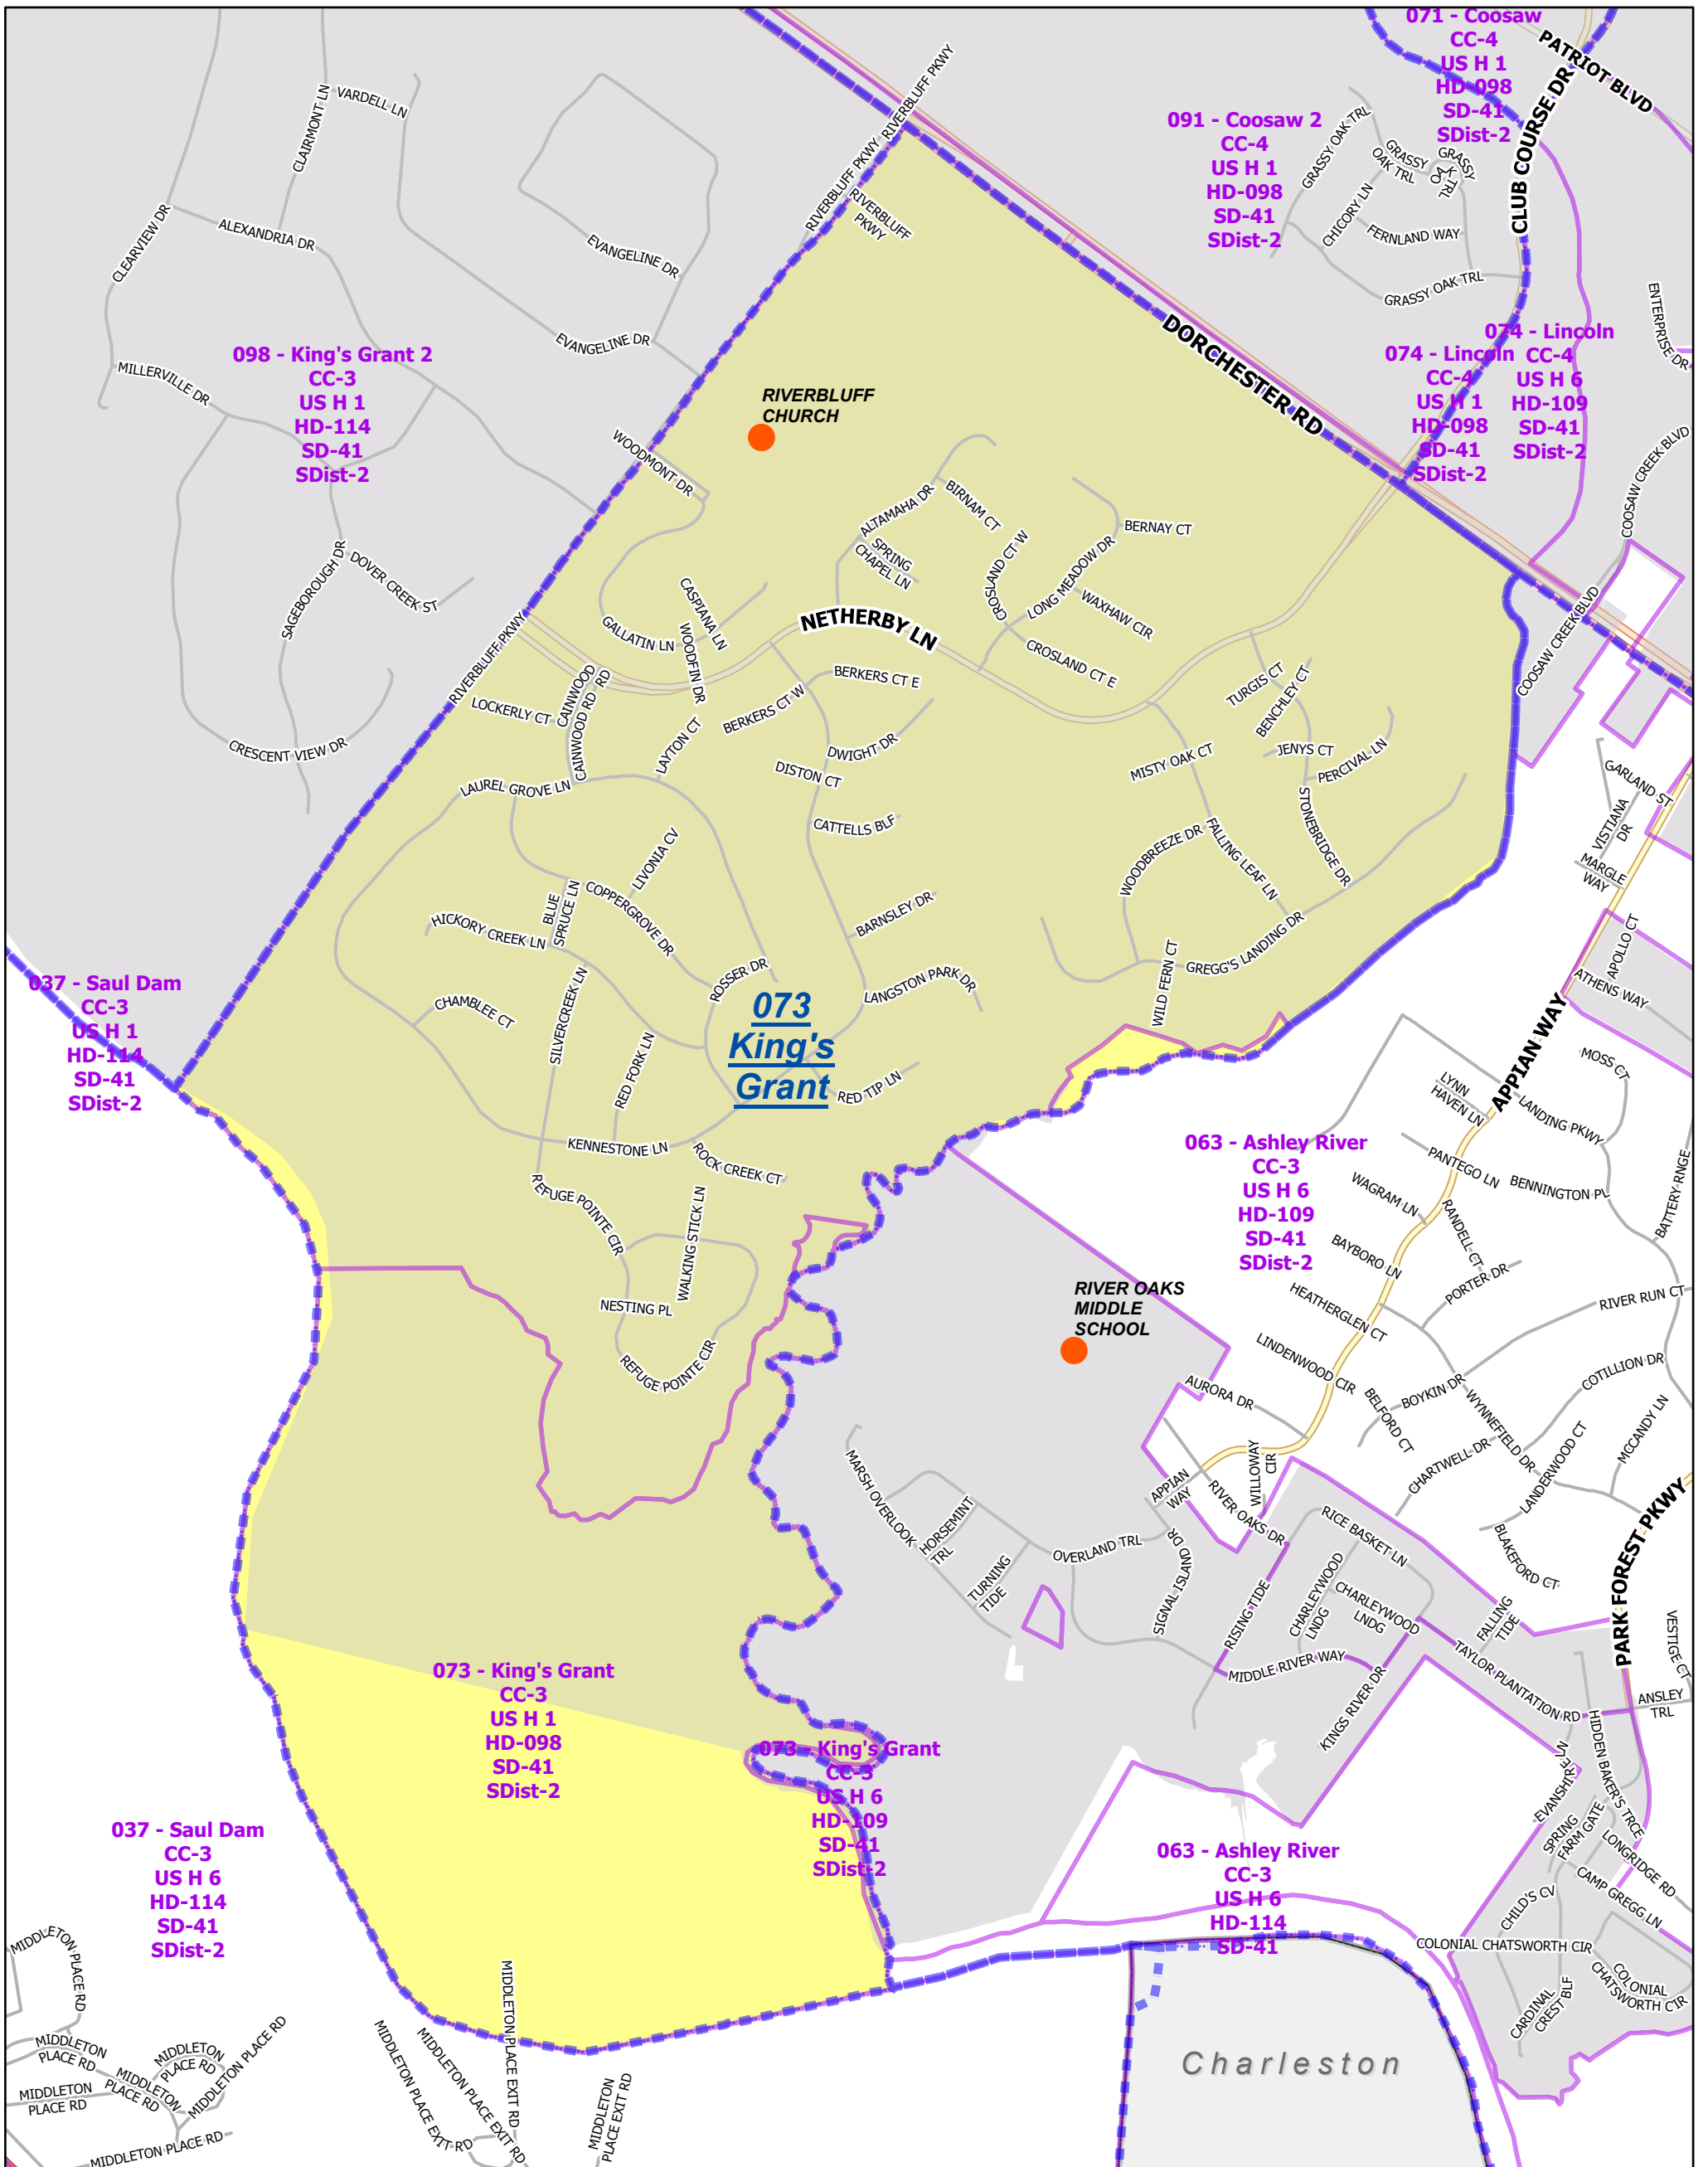 071 - Coosaw
CC-4
US H 1
HD-098
SD-41
SDist-2
PATRIOT BLVD
CLUB COURSE DR
RIVERBLUFF PKWY
RIVERBLUFF PKWY
RIVERBLUFF
PKWY
VARDELL LN
CLAIRMONT LN
CLEARVIEW DR
ALEXANDRIA DR
EVANGELINE DR
EVANGELINE DR
MILLERVILLE DR
091 - Coosaw 2
CC-4
US H 1
HD-098
SD-41
SDist-2
GRASSY OAK TRL
GRASSY
OAK TRL
GRASSY
OAK
TRL
CHICORY LN
FERNLAND WAY
GRASSY OAK TRL
ENTERPRISE DR
DORCHESTER RD
074 - Lincoln
CC-4
US H 1
HD-098
SD-41
SDist-2
074 - Lincoln
CC-4
US H 6
HD-109
SD-41
SDist-2
COOSAW CREEK BLVD
COOSAW CREEK BLVD
098 - King's Grant 2
CC-3
US H 1
HD-114
SD-41
SDist-2
RIVERBLUFF
CHURCH
WOODMONT DR
SAGEBOROUGH DR
DOVER CREEK ST
CRESCENT VIEW DR
RIVERBLUFF PKWY
ALTAMAHA DR
BIRNAM CT
SPRING
CHAPEL LN
CROSLAND CT W
LONG MEADOW DR
BERNAY CT
WAXHAW CIR
CROSLAND CT E
NETHERBY LN
GALLATIN LN
CASPIANA LN
WOODFIN DR
CAINWOOD
RD
CAINWOOD RD
LOCKERLY CT
LAYTON CT
BERKERS CT W
BERKERS CT E
DWIGHT DR
DISTON CT
CATTELLS BLF
LAUREL GROVE LN
LIVONIA CV
BLUE
SPRUCE LN
COPPERGROVE DR
HICKORY CREEK LN
BARNSLEY DR
ROSSER DR
LANGSTON PARK DR
CHAMBLEE CT
SILVERCREEK LN
RED FORK LN
RED TIP LN
KENNESTONE LN
ROCK CREEK CT
REFUGE POINTE CIR
WALKING STICK LN
NESTING PL
REFUGE POINTE CIR
TURGIS CT
BENCHLEY CT
JENYS CT
PERCIVAL LN
MISTY OAK CT
STONEBRIDGE DR
WOODBREEZE DR
FALLING LEAF LN
GREGG'S LANDING DR
WILD FERN CT
073
King's
Grant
037 - Saul Dam
CC-3
US H 1
HD-114
SD-41
SDist-2
GARLAND ST
VISTIANA
DR
MARGLE
WAY
APOLLO CT
ATHENS WAY
APPIAN WAY
MOSS CT
LYNN
HAVEN LN
LANDING PKWY
PANTEGO LN
BENNINGTON PL
BATTERY RNGE
WAGRAM LN
RANDELL CT
BAYBORO LN
PORTER DR
RIVER RUN CT
HEATHERGLEN CT
LINDENWOOD CIR
COTILLION DR
BOYKIN DR
BELFORD CT
WYNNEFIELD DR
MCCANDY LN
CHARTWELL DR
LANDERWOOD CT
BLAKEFORD CT
PARK FOREST PKWY
VESTIGE CT
063 - Ashley River
CC-3
US H 6
HD-109
SD-41
SDist-2
RIVER OAKS
MIDDLE
SCHOOL
AURORA DR
APPIAN
WAY
WILLOWAY
CIR
RIVER OAKS DR
MARSH OVERLOOK
HORSEMINT
TRL
TURNING
TIDE
OVERLAND TRL
SIGNAL ISLAND DR
RISING TIDE
RICE BASKET LN
CHARLEYWOOD
LNDG
CHARLEYWOOD
LNDG
FALLING
TIDE
MIDDLE RIVER WAY
KINGS RIVER DR
TAYLOR PLANTATION RD
ANSLEY
TRL
HIDDEN BAKER'S TRCE
EVANSHIRE LN
SPRING
FARM GATE
LONGRIDGE RD
CAMP GREGG LN
CHILD'S CV
COLONIAL CHATSWORTH CIR
COLONIAL
CHATSWORTH CIR
CARDINAL
CREST BLF
073 - King's Grant
CC-3
US H 1
HD-098
SD-41
SDist-2
073 - King's Grant
CC-3
US H 6
HD-109
SD-41
SDist-2
037 - Saul Dam
CC-3
US H 6
HD-114
SD-41
SDist-2
063 - Ashley River
CC-3
US H 6
HD-114
SD-41
Charleston
MIDDLETON PLACE RD
MIDDLETON
PLACE RD
MIDDLETON
PLACE RD
MIDDLETON
PLACE RD
MIDDLETON
PLACE RD
MIDDLETON PLACE RD
MIDDLETON PLACE RD
MIDDLETON PLACE EXIT RD
MIDDLETON PLACE EXIT RD
MIDDLETON PLACE EXIT RD
MIDDLETON
PLACE EXIT RD